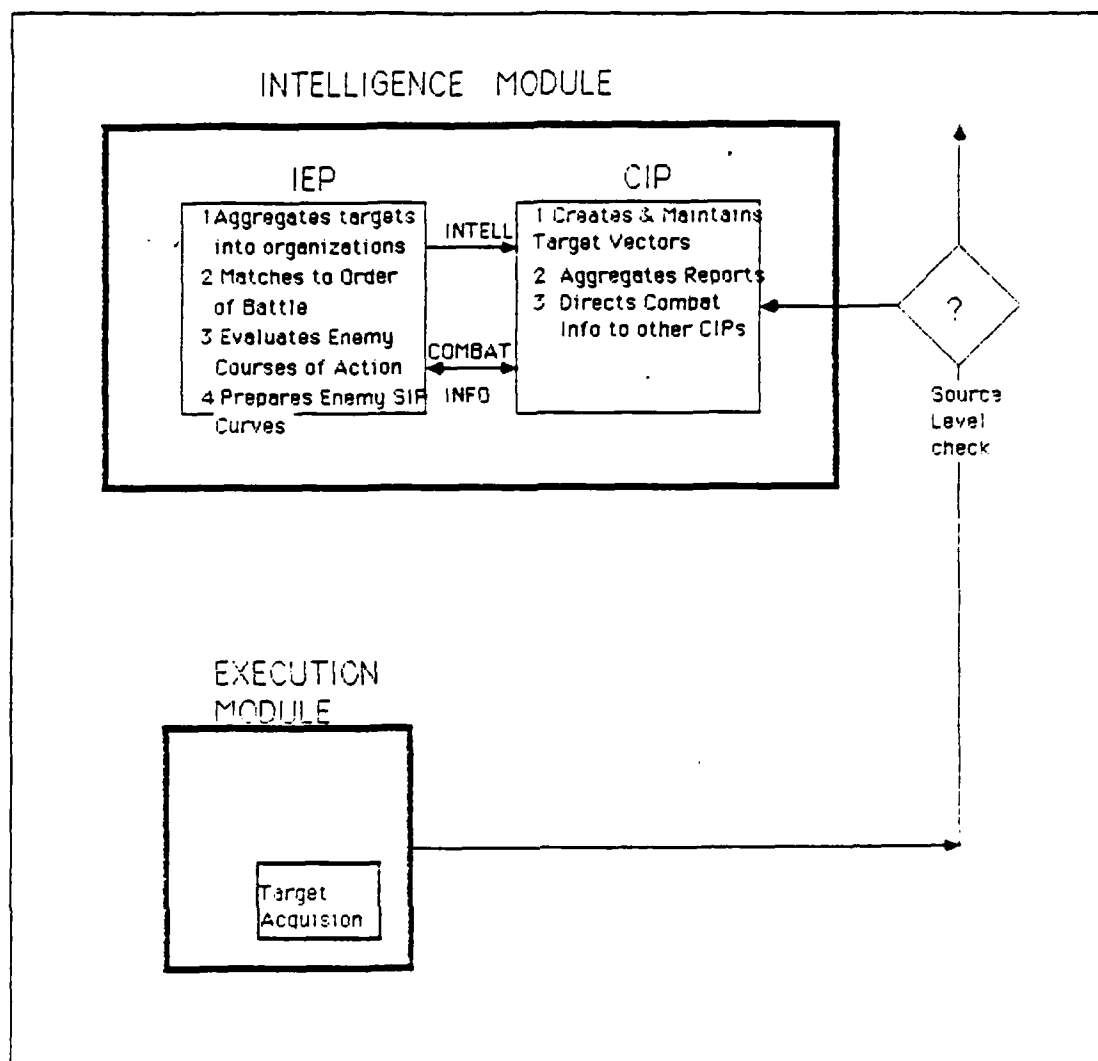 INTELLIGENCE MODULE
IEP
1 Aggregates targets
into organizations
2 Matches to Order
of Battle
3 Evaluates Enemy
Courses of Action
4 Prepares Enemy SIP
Curves
INTELL
COMBAT
INFO
CIP
1 Creates & Maintains
Target Vectors
2 Aggregates Reports
3 Directs Combat
Info to other CIPs
?
Source
Level
check
EXECUTION
MODULE
Target
Acquision